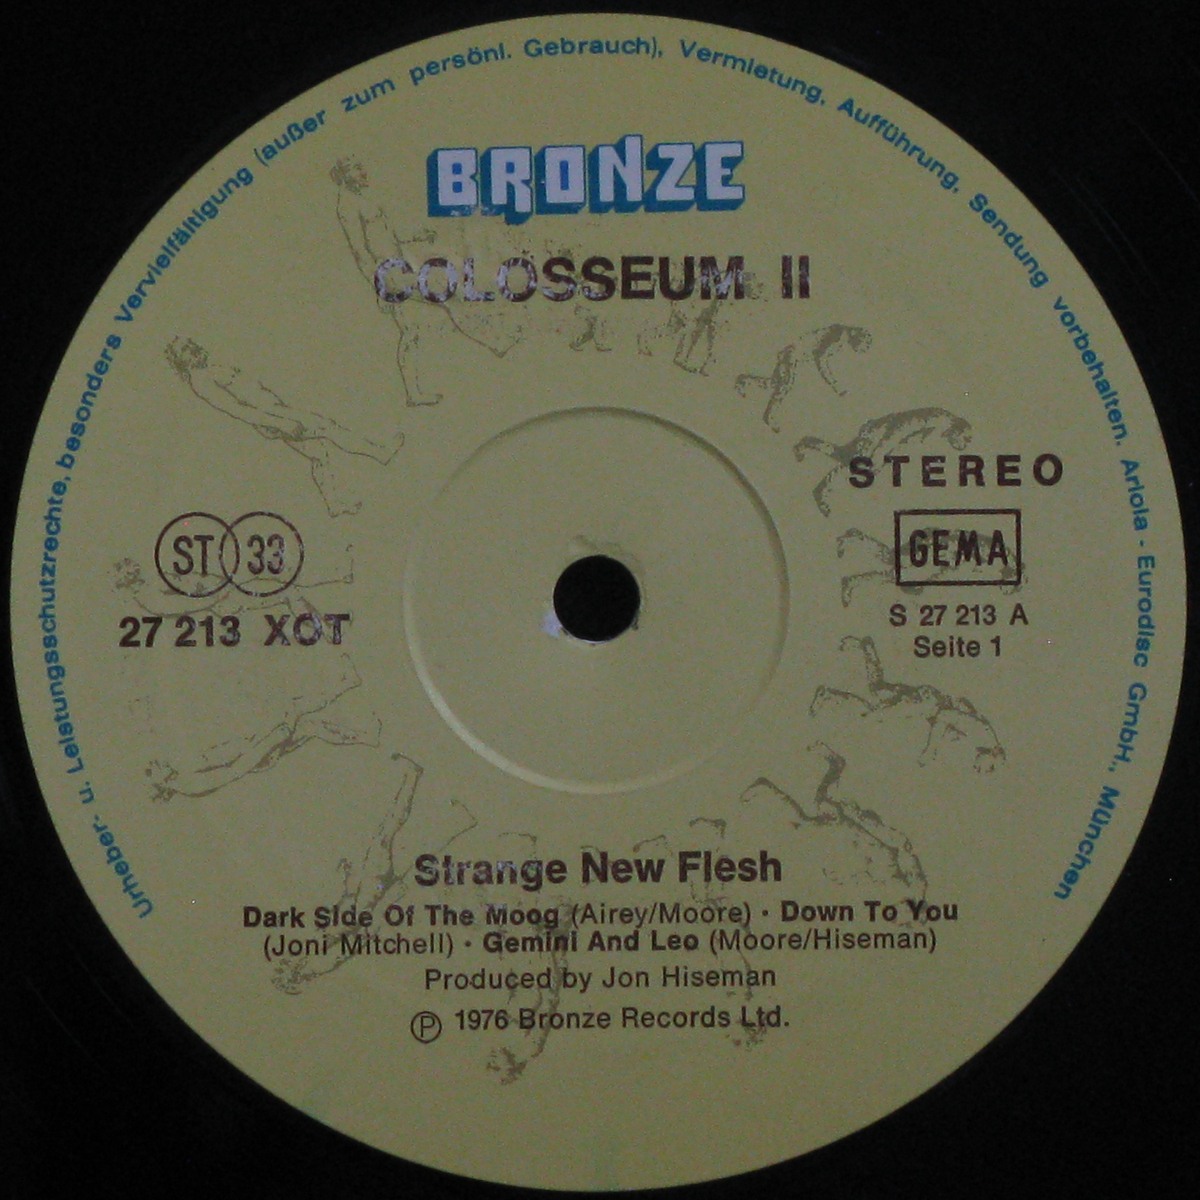 Urheber- u. Leistungsschutzrechte, besonders Vervielfältigung (außer zum persönl. Gebrauch), Vermietung, Aufführung, Sendung vorbehalten. Ariola - Eurodisc GmbH., München
BRONZE
COLOSSEUM II
STEREO
ST 33
GEMA
27 213 XOT
S 27 213 A
Seite 1
Strange New Flesh
Dark Side Of The Moog (Airey/Moore) · Down To You
(Joni Mitchell) · Gemini And Leo (Moore/Hiseman)
Produced by Jon Hiseman
Ⓟ 1976 Bronze Records Ltd.